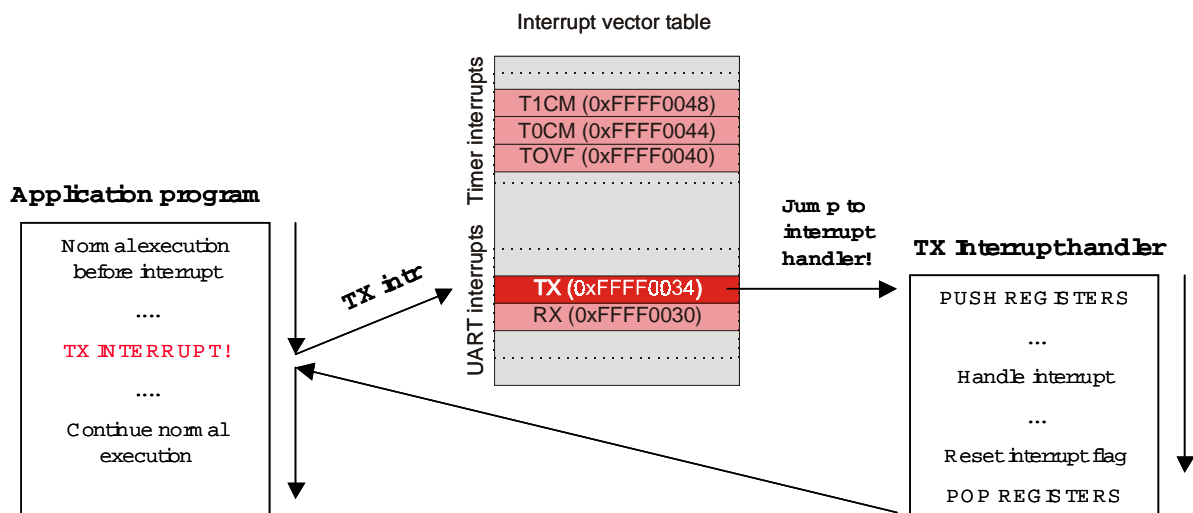 Interrupt vector table
Timer interrupts
T1CM (0xFFFF0048)
T0CM (0xFFFF0044)
TOVF (0xFFFF0040)
UART interrupts
TX (0xFFFF0034)
RX (0xFFFF0030)
Application program
Normal execution
before interrupt
....
TX INTERRUPT!
....
Continue normal
execution
TX intr
Jump to
interrupt
handler!
TX Interrupt handler
PUSH REGISTERS
...
Handle interrupt
...
Reset interrupt flag
POP REGISTERS